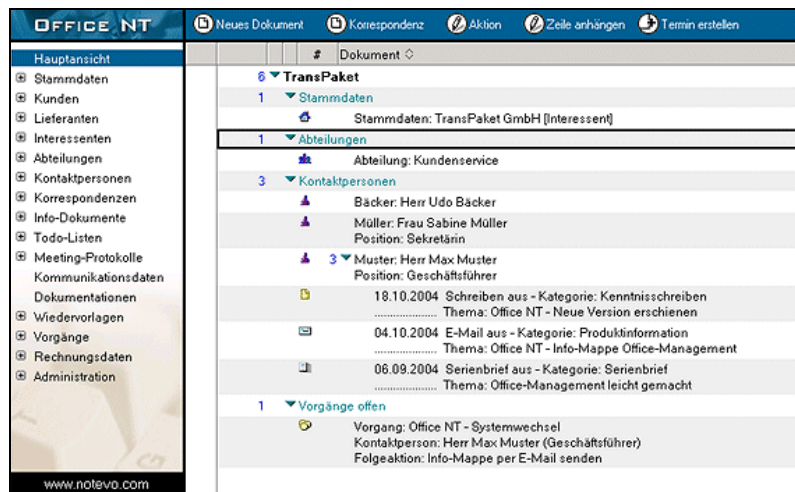 OFFICE NT
Neues Dokument Korrespondenz Aktion Zeile anhängen Termin erstellen
Hauptansicht
Stammdaten
Kunden
Lieferanten
Interessenten
Abteilungen
Kontaktpersonen
Korrespondenzen
Info-Dokumente
Todo-Listen
Meeting-Protokolle
Kommunikationsdaten
Dokumentationen
Wiedervorlagen
Vorgänge
Rechnungsdaten
Administration
www.notevo.com
# Dokument
6 TransPaket
1 Stammdaten
Stammdaten: TransPaket GmbH [Interessent]
1 Abteilungen
Abteilung: Kundenservice
3 Kontaktpersonen
Bäcker: Herr Udo Bäcker
Müller: Frau Sabine Müller
Position: Sekretärin
3 Muster: Herr Max Muster
Position: Geschäftsführer
18.10.2004 Schreiben aus - Kategorie: Kenntnisschreiben
..................... Thema: Office NT - Neue Version erschienen
04.10.2004 E-Mail aus - Kategorie: Produktinformation
..................... Thema: Office NT - Info-Mappe Office-Management
06.09.2004 Serienbrief aus - Kategorie: Serienbrief
..................... Thema: Office-Management leicht gemacht
1 Vorgänge offen
Vorgang: Office NT - Systemwechsel
Kontaktperson: Herr Max Muster (Geschäftsführer)
Folgeaktion: Info-Mappe per E-Mail senden